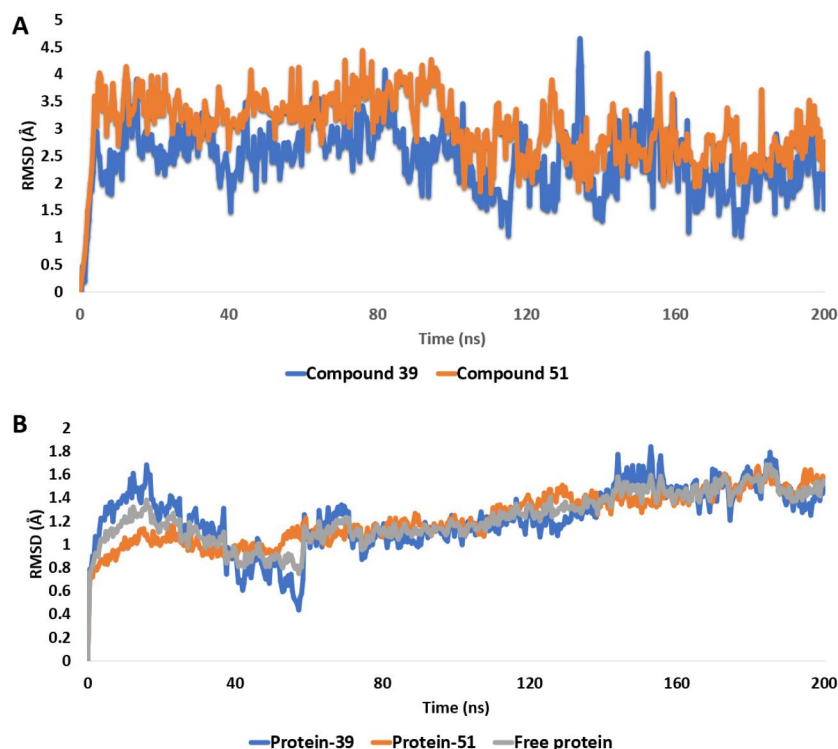 A
RMSD (Å)
5
4.5
4
3.5
3
2.5
2
1.5
1
0.5
0
0 40 80 120 160 200
Time (ns)
Compound 39 Compound 51
B
RMSD (Å)
2
1.8
1.6
1.4
1.2
1
0.8
0.6
0.4
0.2
0
0 40 80 120 160 200
Time (ns)
Protein-39 Protein-51 Free protein